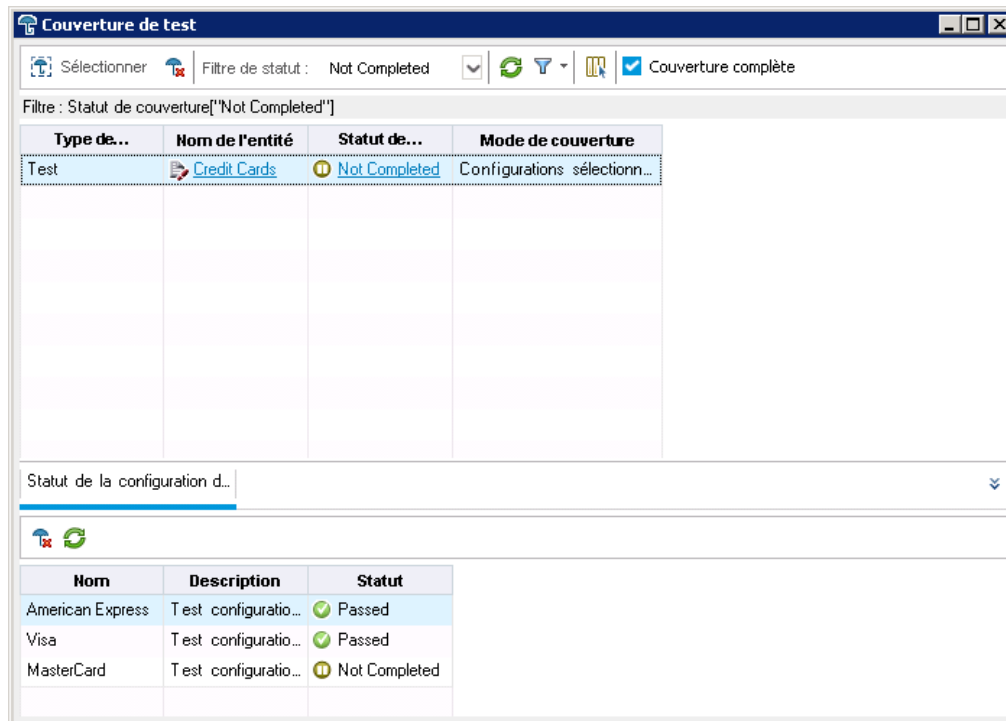 Couverture de test
Sélectionner Filtre de statut : Not Completed Couverture complète
Filtre : Statut de couverture["Not Completed"]
Type de... Nom de l'entité Statut de... Mode de couverture
Test Credit Cards Not Completed Configurations sélectionn...
Statut de la configuration d...
Nom Description Statut
American Express Test configuratio... Passed
Visa Test configuratio... Passed
MasterCard Test configuratio... Not Completed